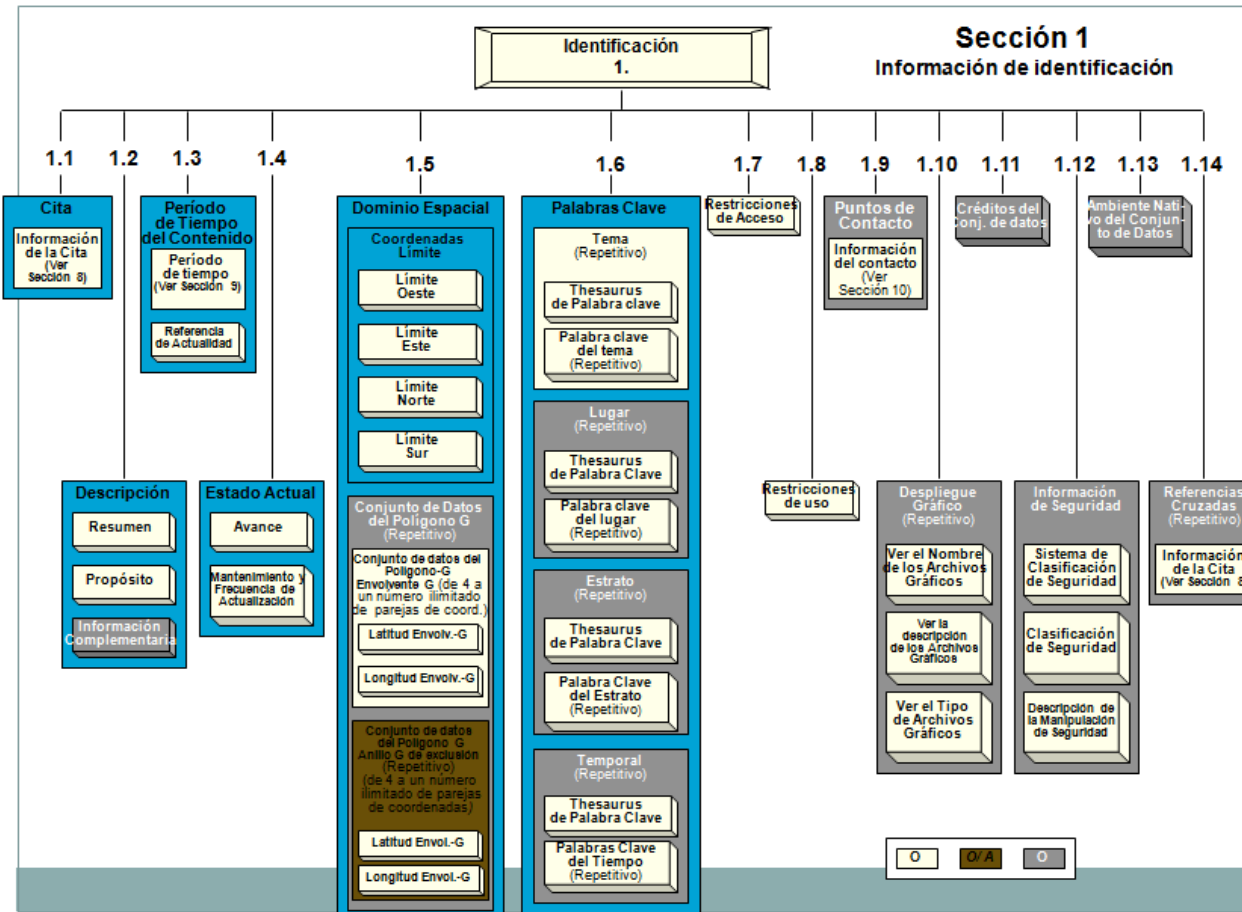 Sección 1
Información de identificación
Identificación
1.
1.1
1.2
1.3
1.4
1.5
1.6
1.7
1.8
1.9
1.10
1.11
1.12
1.13
1.14
Cita
Información
de la Cita
(Ver
Sección 8)
Descripción
Resumen
Propósito
Información
Complementaria
Período
de Tiempo
del Contenido
Período
de tiempo
(Ver Sección 9)
Referencia
de Actualidad
Estado Actual
Avance
Mantenimiento y
Frecuencia de
Actualización
Dominio Espacial
Coordenadas
Límite
Límite
Oeste
Límite
Este
Límite
Norte
Límite
Sur
Conjunto de Datos
del Polígono G
(Repetitivo)
Conjunto de datos del
Polígono-G
Envolvente G (de 4 a
un número ilimitado
de parejas de coord.)
Latitud Envolv.-G
Longitud Envolv.-G
Conjunto de datos
del Polígono G
Anillo G de exclusión
(Repetitivo)
(de 4 a un número
ilimitado de parejas
de coordenadas)
Latitud Envol.-G
Longitud Envol.-G
Palabras Clave
Tema
(Repetitivo)
Thesaurus
de Palabra clave
Palabra clave
del tema
(Repetitivo)
Lugar
(Repetitivo)
Thesaurus
de Palabra Clave
Palabra clave
del lugar
(Repetitivo)
Estrato
(Repetitivo)
Thesaurus
de Palabra Clave
Palabra Clave
del Estrato
(Repetitivo)
Temporal
(Repetitivo)
Thesaurus
de Palabra Clave
Palabras Clave
del Tiempo
(Repetitivo)
Restricciones
de Acceso
Restricciones
de uso
Puntos de
Contacto
Información
del contacto
(Ver
Sección 10)
Despliegue
Gráfico
(Repetitivo)
Ver el Nombre
de los Archivos
Gráficos
Ver la
descripción
de los Archivos
Gráficos
Ver el Tipo
de Archivos
Gráficos
Créditos del
Conj. de datos
Información
de Seguridad
Sistema de
Clasificación
de Seguridad
Clasificación
de Seguridad
Descripción de
la Manipulación
de Seguridad
Ambiente Nati-
vo del Conjun-
to de Datos
Referencias
Cruzadas
(Repetitivo)
Información
de la Cita
(Ver Sección 8
O
O/A
O